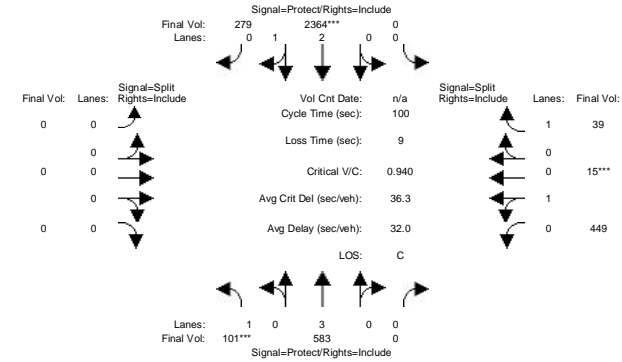 Signal=Protect/Rights=Include
Final Vol: 279 2364*** 0
Lanes: 0 1 2 0 0
Signal=Split
Final Vol: Lanes: Rights=Include
Vol Cnt Date: n/a
Signal=Split
Rights=Include Lanes: Final Vol:
Cycle Time (sec): 100
0 0
1 39
Loss Time (sec): 9
0
0
0 0
Critical V/C: 0.940
0 15***
0
Avg Crit Del (sec/veh): 36.3
1
0 0
Avg Delay (sec/veh): 32.0
0 449
LOS: C
Lanes: 1 0 3 0 0
Final Vol: 101*** 583 0
Signal=Protect/Rights=Include